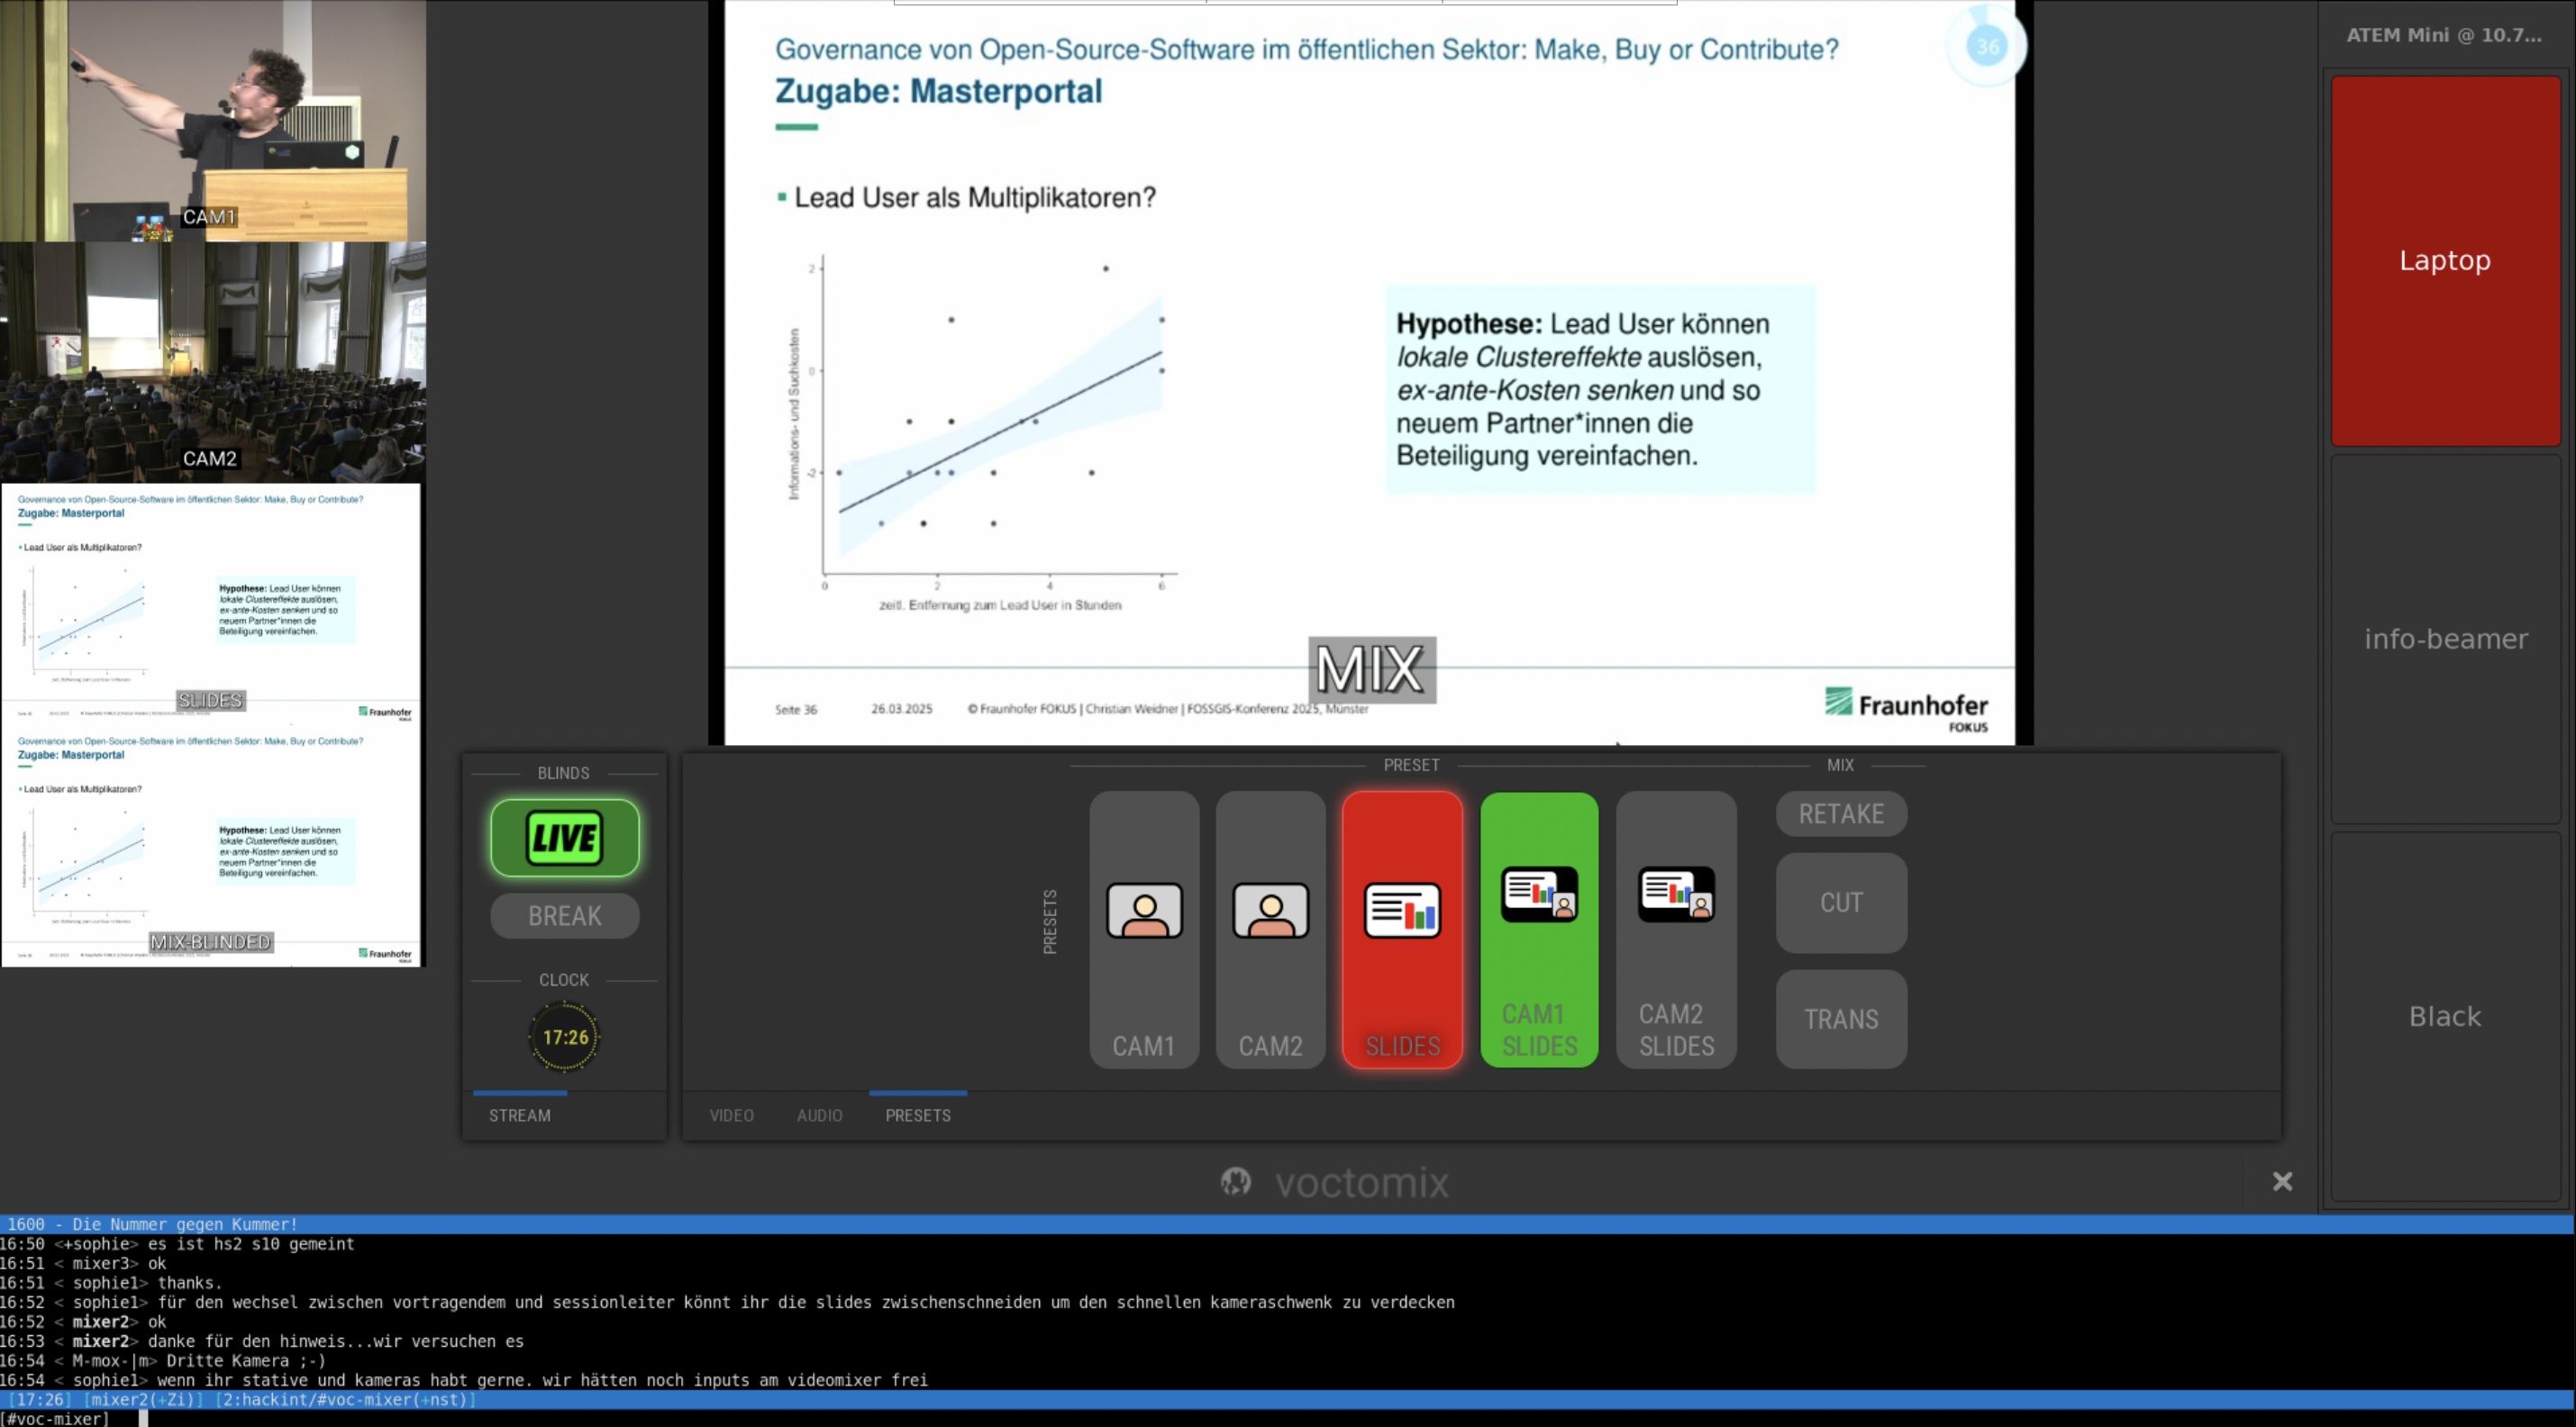 CAM1
CAM2
Governance von Open-Source-Software im öffentlichen Sektor: Make, Buy or Contribute?
Zugabe: Masterportal
Lead User als Multiplikatoren?
Hypothese: Lead User können
lokale Clustereffekte auslösen,
ex-ante-Kosten senken und so
neuem Partner*innen die
Beteiligung vereinfachen.
SLIDES
Fraunhofer
FOKUS
Governance von Open-Source-Software im öffentlichen Sektor: Make, Buy or Contribute?
Zugabe: Masterportal
Lead User als Multiplikatoren?
Hypothese: Lead User können
lokale Clustereffekte auslösen,
ex-ante-Kosten senken und so
neuem Partner*innen die
Beteiligung vereinfachen.
MIX-BLINDED
Fraunhofer
Governance von Open-Source-Software im öffentlichen Sektor: Make, Buy or Contribute?
36
Zugabe: Masterportal
Lead User als Multiplikatoren?
Informations- und Suchkosten
2
0
-2
0 2 4 6
zeitl. Entfernung zum Lead User in Stunden
Hypothese: Lead User können
lokale Clustereffekte auslösen,
ex-ante-Kosten senken und so
neuem Partner*innen die
Beteiligung vereinfachen.
MIX
Seite 36 26.03.2025 © Fraunhofer FOKUS | Christian Weidner | FOSSGIS-Konferenz 2025, Münster
Fraunhofer
FOKUS
ATEM Mini @ 10.7...
Laptop
info-beamer
Black
BLINDS
LIVE
BREAK
CLOCK
17:26
STREAM
PRESET
PRESETS
CAM1
CAM2
SLIDES
CAM1
SLIDES
CAM2
SLIDES
MIX
RETAKE
CUT
TRANS
VIDEO AUDIO PRESETS
voctomix
1600 - Die Nummer gegen Kummer!
16:50 <+sophie> es ist hs2 s10 gemeint
16:51 < mixer3> ok
16:51 < sophie1> thanks.
16:52 < sophie1> für den wechsel zwischen vortragendem und sessionleiter könnt ihr die slides zwischenschneiden um den schnellen kameraschwenk zu verdecken
16:52 < mixer2> ok
16:53 < mixer2> danke für den hinweis...wir versuchen es
16:54 < M-mox-|m> Dritte Kamera ;-)
16:54 < sophie1> wenn ihr stative und kameras habt gerne. wir hätten noch inputs am videomixer frei
[17:26] [mixer2(+Zi)] [2:hackint/#voc-mixer(+nst)]
[#voc-mixer]